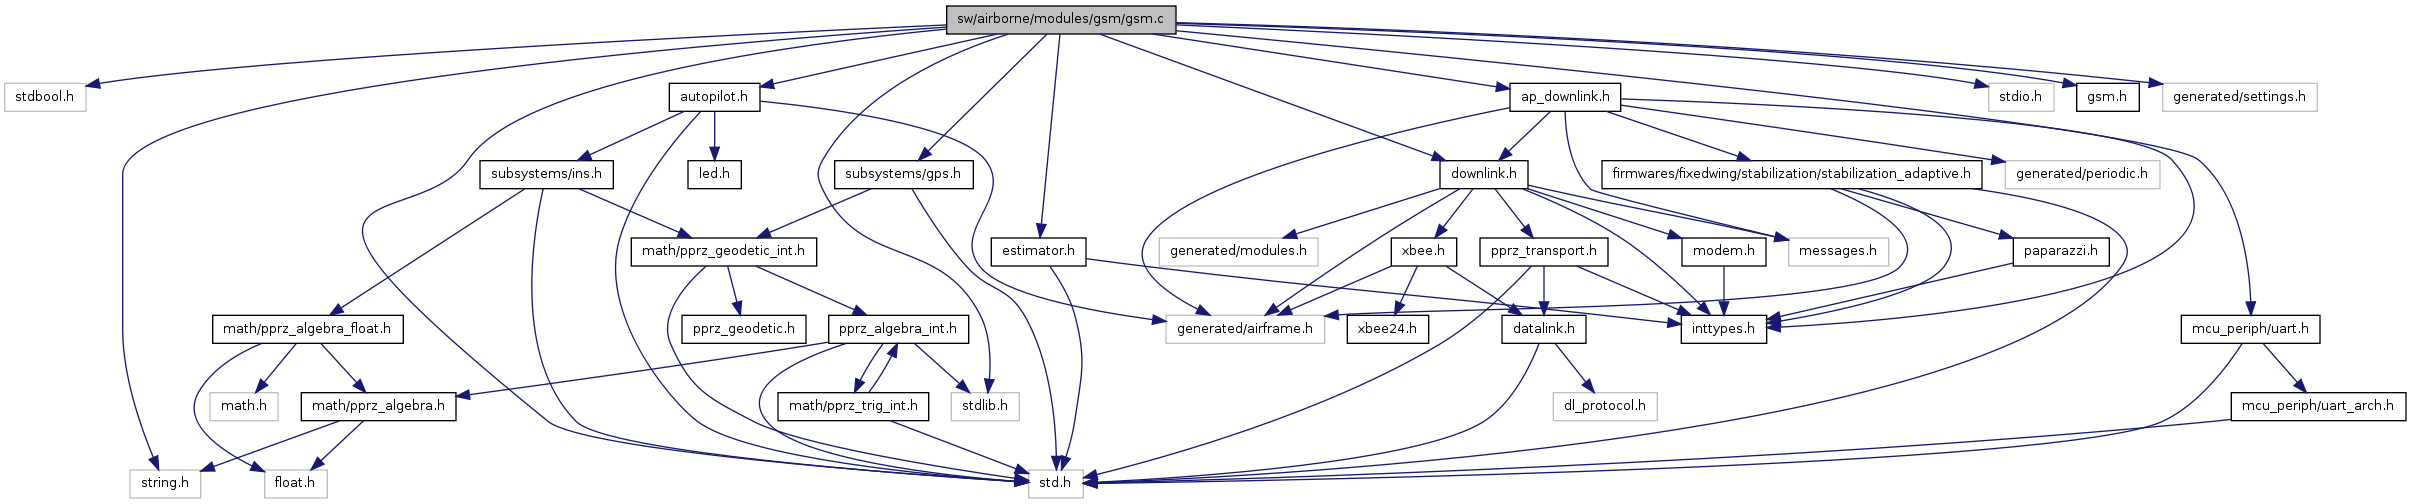 sw/airborne/modules/gsm/gsm.c
stdbool.h
autopilot.h
ap_downlink.h
stdio.h
gsm.h
generated/settings.h
subsystems/ins.h
led.h
subsystems/gps.h
downlink.h
firmwares/fixedwing/stabilization/stabilization_adaptive.h
generated/periodic.h
math/pprz_geodetic_int.h
estimator.h
generated/modules.h
xbee.h
pprz_transport.h
modem.h
messages.h
paparazzi.h
math/pprz_algebra_float.h
pprz_geodetic.h
pprz_algebra_int.h
generated/airframe.h
xbee24.h
datalink.h
inttypes.h
mcu_periph/uart.h
math.h
math/pprz_algebra.h
math/pprz_trig_int.h
stdlib.h
dl_protocol.h
mcu_periph/uart_arch.h
string.h
float.h
std.h